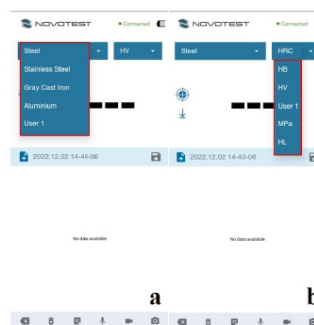 NOVOTEST
Connected
Steel
HV
Stainless Steel
Gray Cast Iron
Aluminium
User 1
2022.12.02 14-40-06
No data available
a
NOVOTEST
Connected
Steel
HRC
HB
HV
User 1
MPa
HL
2022.12.02 14-40-06
No data available
b